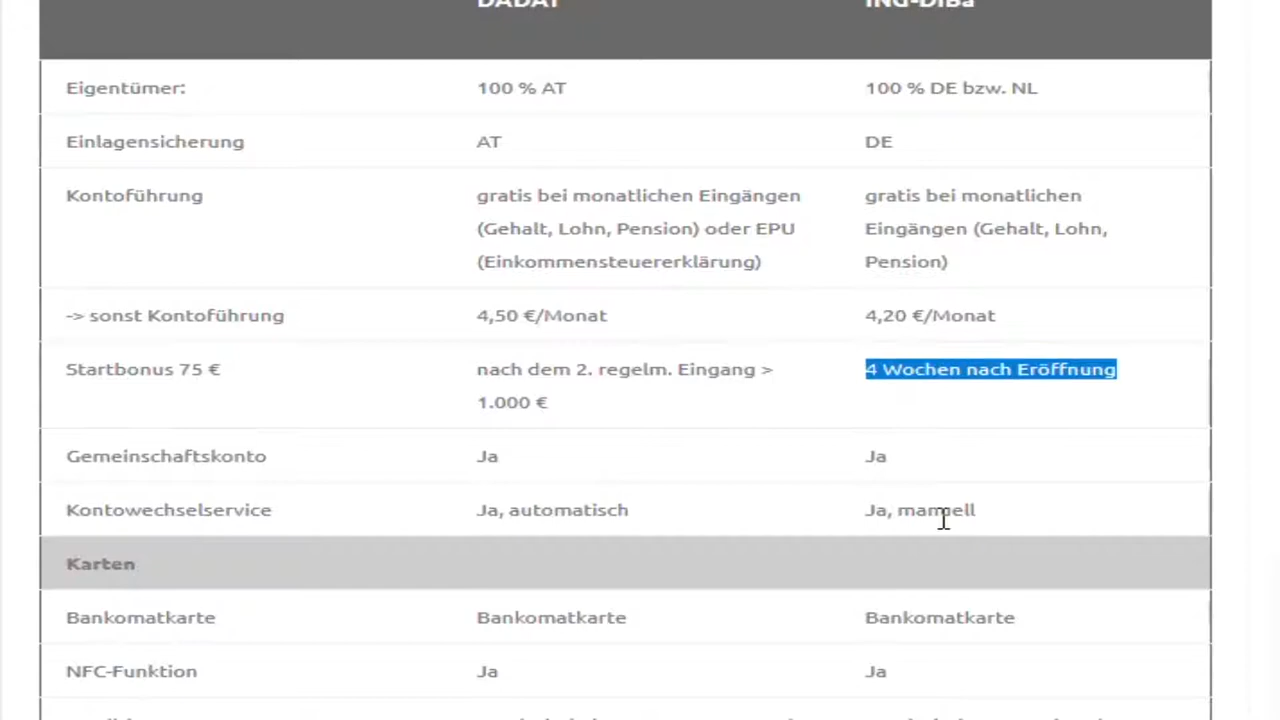 DADAT ING-DiBa
Eigentümer: 100 % AT 100 % DE bzw. NL
Einlagensicherung AT DE
Kontoführung gratis bei monatlichen Eingängen gratis bei monatlichen
(Gehalt, Lohn, Pension) oder EPU Eingängen (Gehalt, Lohn,
(Einkommensteuererklärung) Pension)
-> sonst Kontoführung 4,50 €/Monat 4,20 €/Monat
Startbonus 75 € nach dem 2. regelm. Eingang > 4 Wochen nach Eröffnung
1.000 €
Gemeinschaftskonto Ja Ja
Kontowechselservice Ja, automatisch Ja, manuell
Karten
Bankomatkarte Bankomatkarte Bankomatkarte
NFC-Funktion Ja Ja